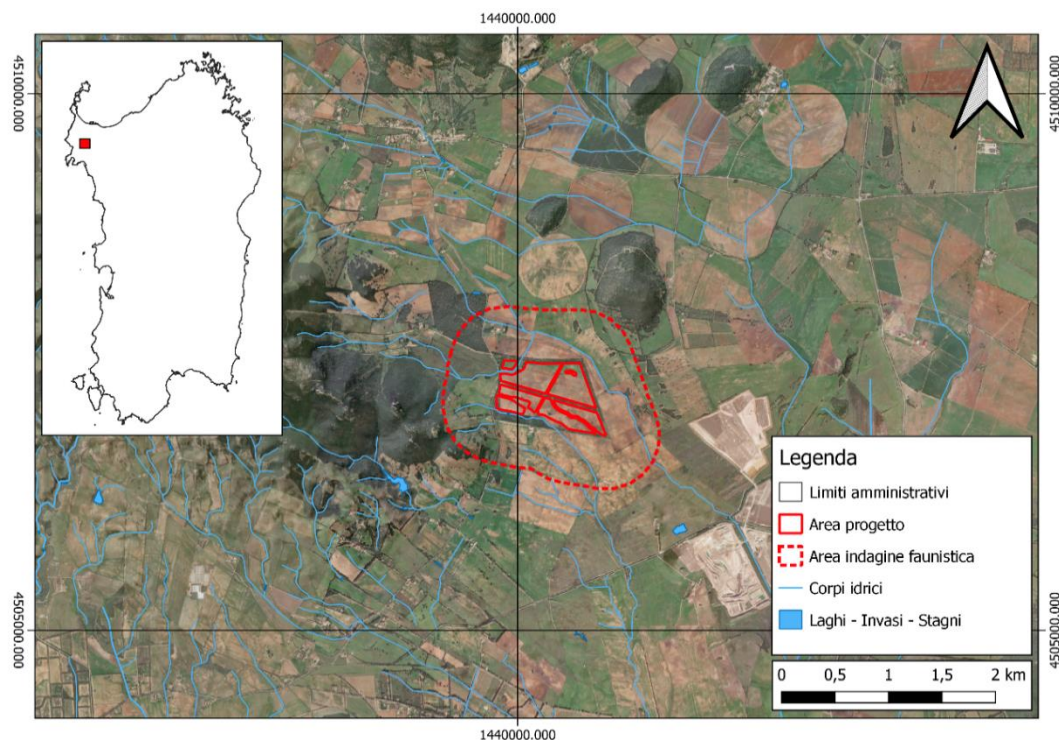 1440000.000
4510000.000
4510000.000
4505000.000
4505000.000
Legenda
Limiti amministrativi
Area progetto
Area indagine faunistica
Corpi idrici
Laghi - Invasi - Stagni
0 0,5 1 1,5 2 km
1440000.000